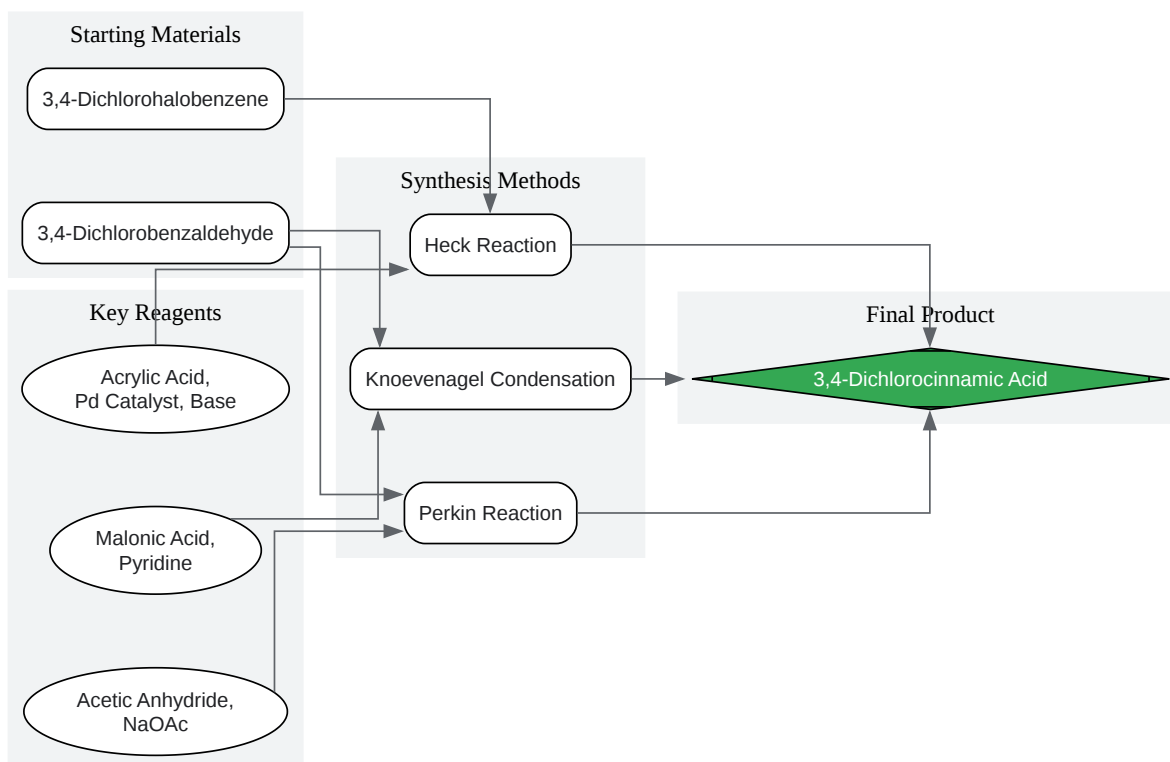 Starting Materials
3,4-Dichlorohalobenzene
3,4-Dichlorobenzaldehyde
Key Reagents
Acrylic Acid,
Pd Catalyst, Base
Malonic Acid,
Pyridine
Acetic Anhydride,
NaOAc
Synthesis Methods
Heck Reaction
Knoevenagel Condensation
Perkin Reaction
Final Product
3,4-Dichlorocinnamic Acid